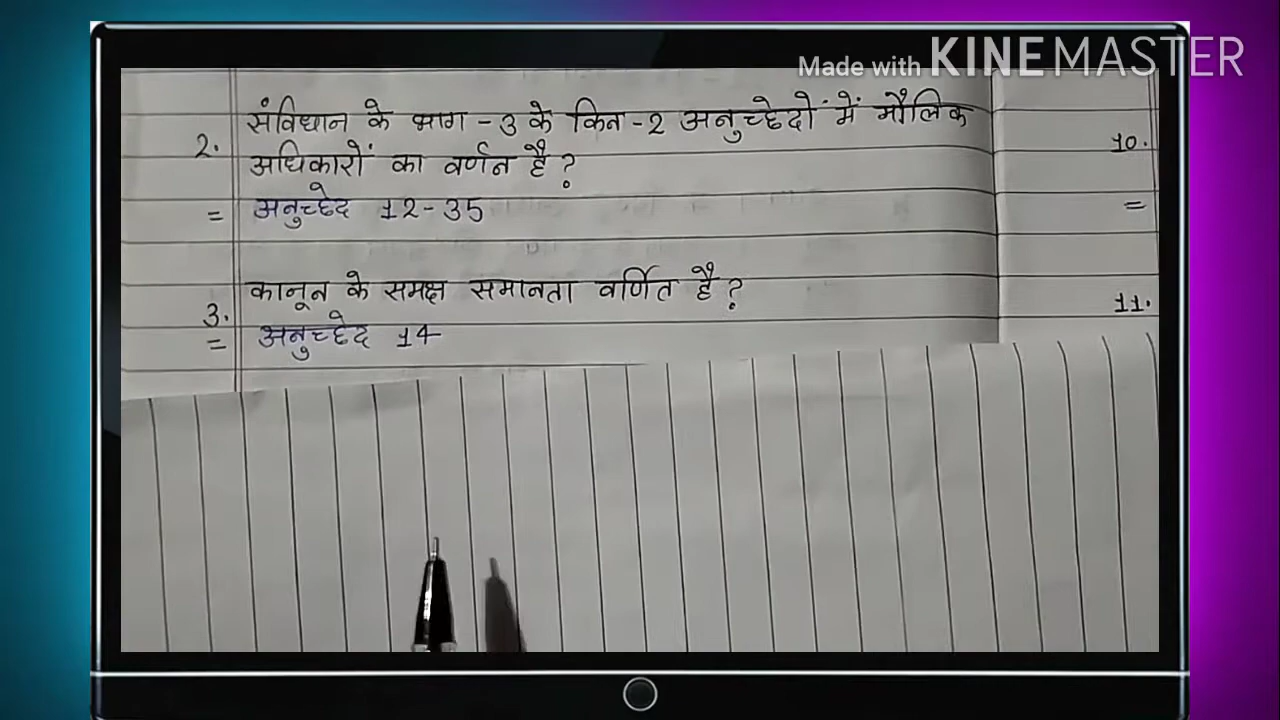 Made with KINEMASTER
2. संविधान के भाग - 3 के किन - 2 अनुच्छेदों में मौलिक
अधिकारों का वर्णन है ?
= अनुच्छेद 12 - 35
3. कानून के समक्ष समानता वर्णित है ?
= अनुच्छेद 14
10.
=
11.